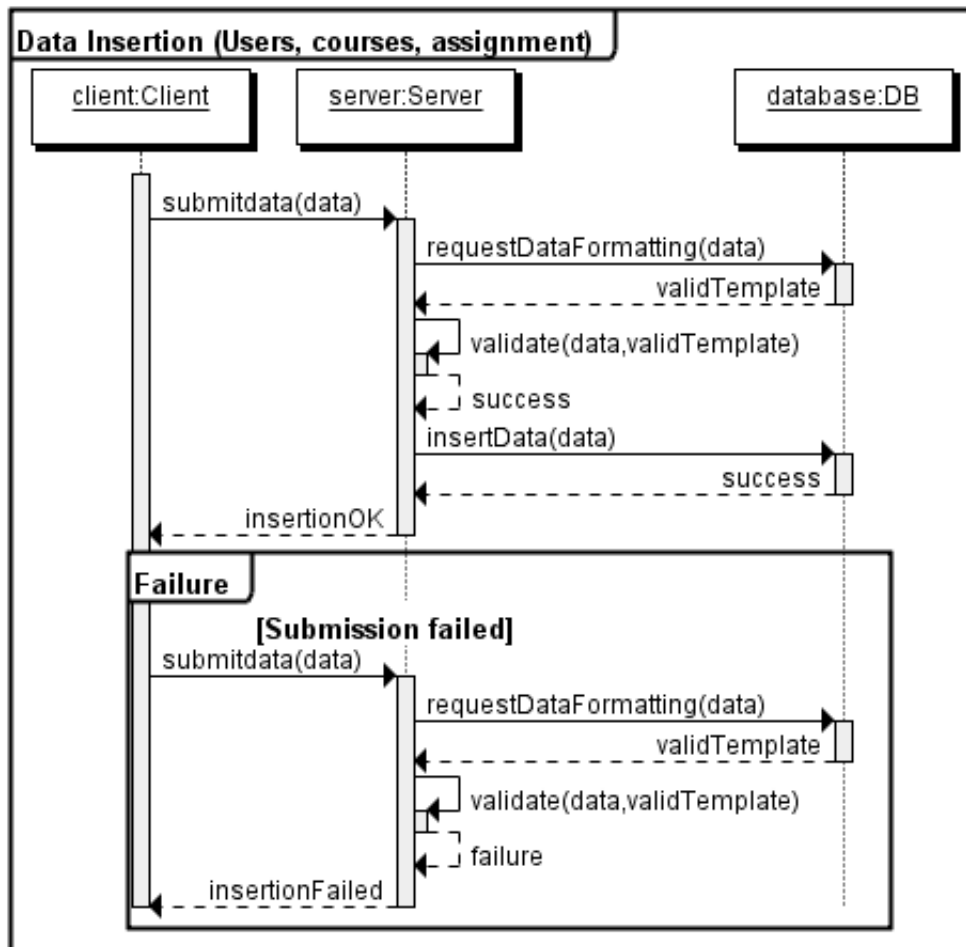 Data Insertion (Users, courses, assignment)
client:Client
server:Server
database:DB
submitdata(data)
requestDataFormatting(data)
validTemplate
validate(data,validTemplate)
success
insertData(data)
success
insertionOK
Failure
[Submission failed]
submitdata(data)
requestDataFormatting(data)
validTemplate
validate(data,validTemplate)
failure
insertionFailed